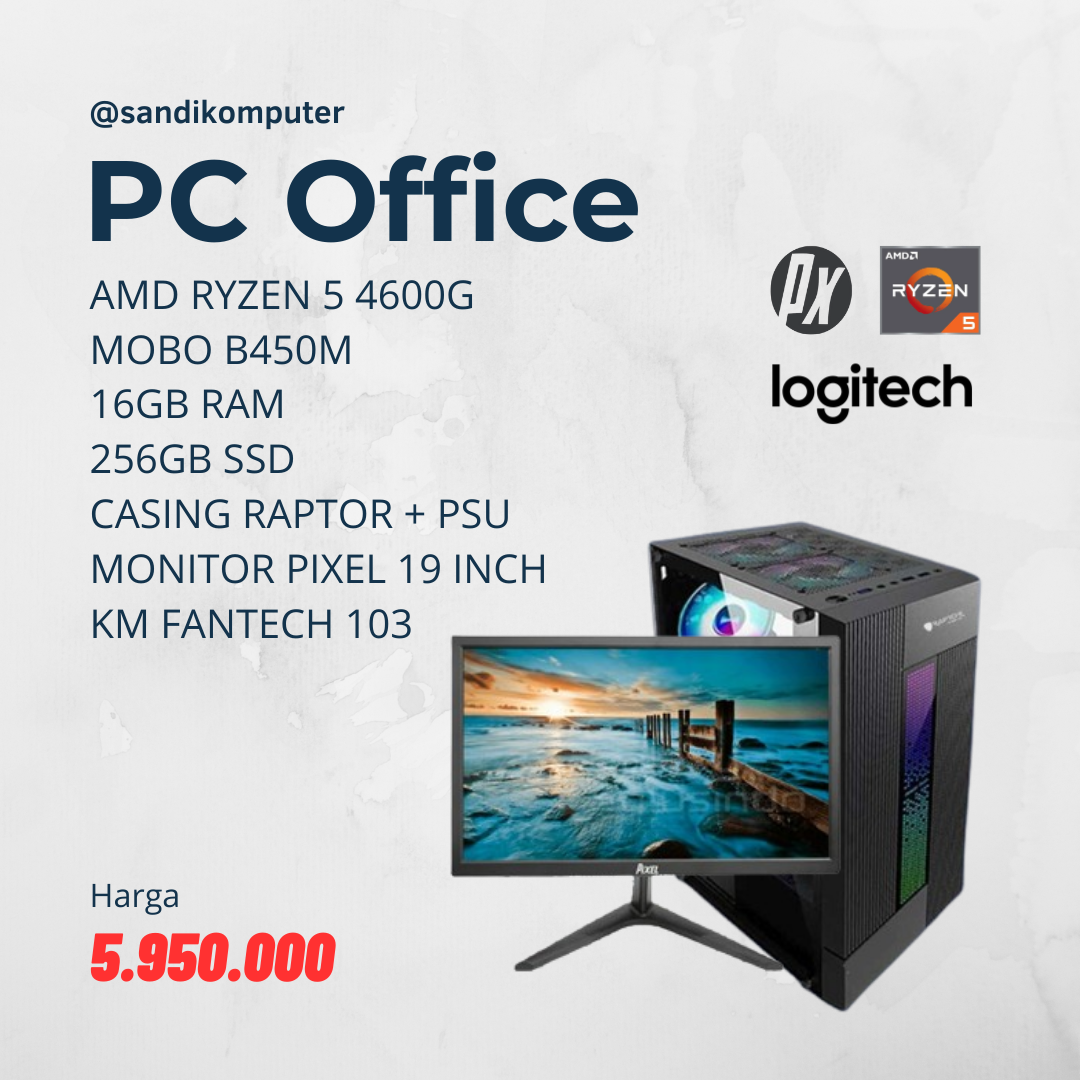 @sandikomputer
PC Office
AMD RYZEN 5 4600G
MOBO B450M
16GB RAM
256GB SSD
CASING RAPTOR + PSU
MONITOR PIXEL 19 INCH
KM FANTECH 103
PX
AMD
RYZEN
5
logitech
Harga
5.950.000